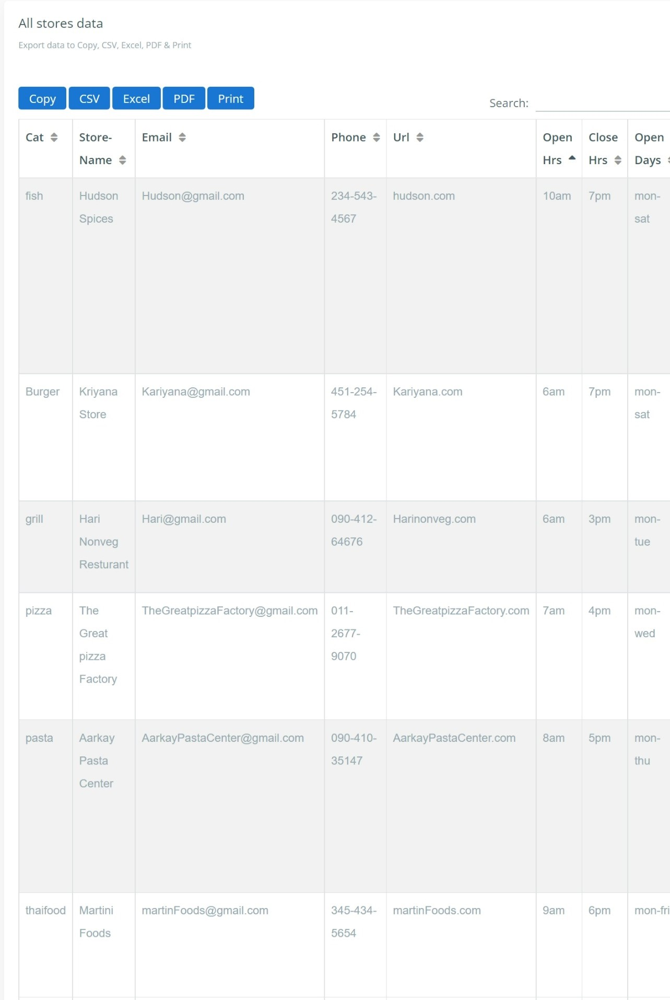 All stores data
Export data to Copy, CSV, Excel, PDF & Print
Copy CSV Excel PDF Print
Search:
Cat Store-Name Email Phone Url Open Hrs Close Hrs Open Days
fish Hudson Spices Hudson@gmail.com 234-543-4567 hudson.com 10am 7pm mon-sat
Burger Kriyana Store Kariyana@gmail.com 451-254-5784 Kariyana.com 6am 7pm mon-sat
grill Hari Nonveg Resturant Hari@gmail.com 090-412-64676 Harinonveg.com 6am 3pm mon-tue
pizza The Great pizza Factory TheGreatpizzaFactory@gmail.com 011-2677-9070 TheGreatpizzaFactory.com 7am 4pm mon-wed
pasta Aarkay Pasta Center AarkayPastaCenter@gmail.com 090-410-35147 AarkayPastaCenter.com 8am 5pm mon-thu
thaifood Martini Foods martinFoods@gmail.com 345-434-5654 martinFoods.com 9am 6pm mon-fri